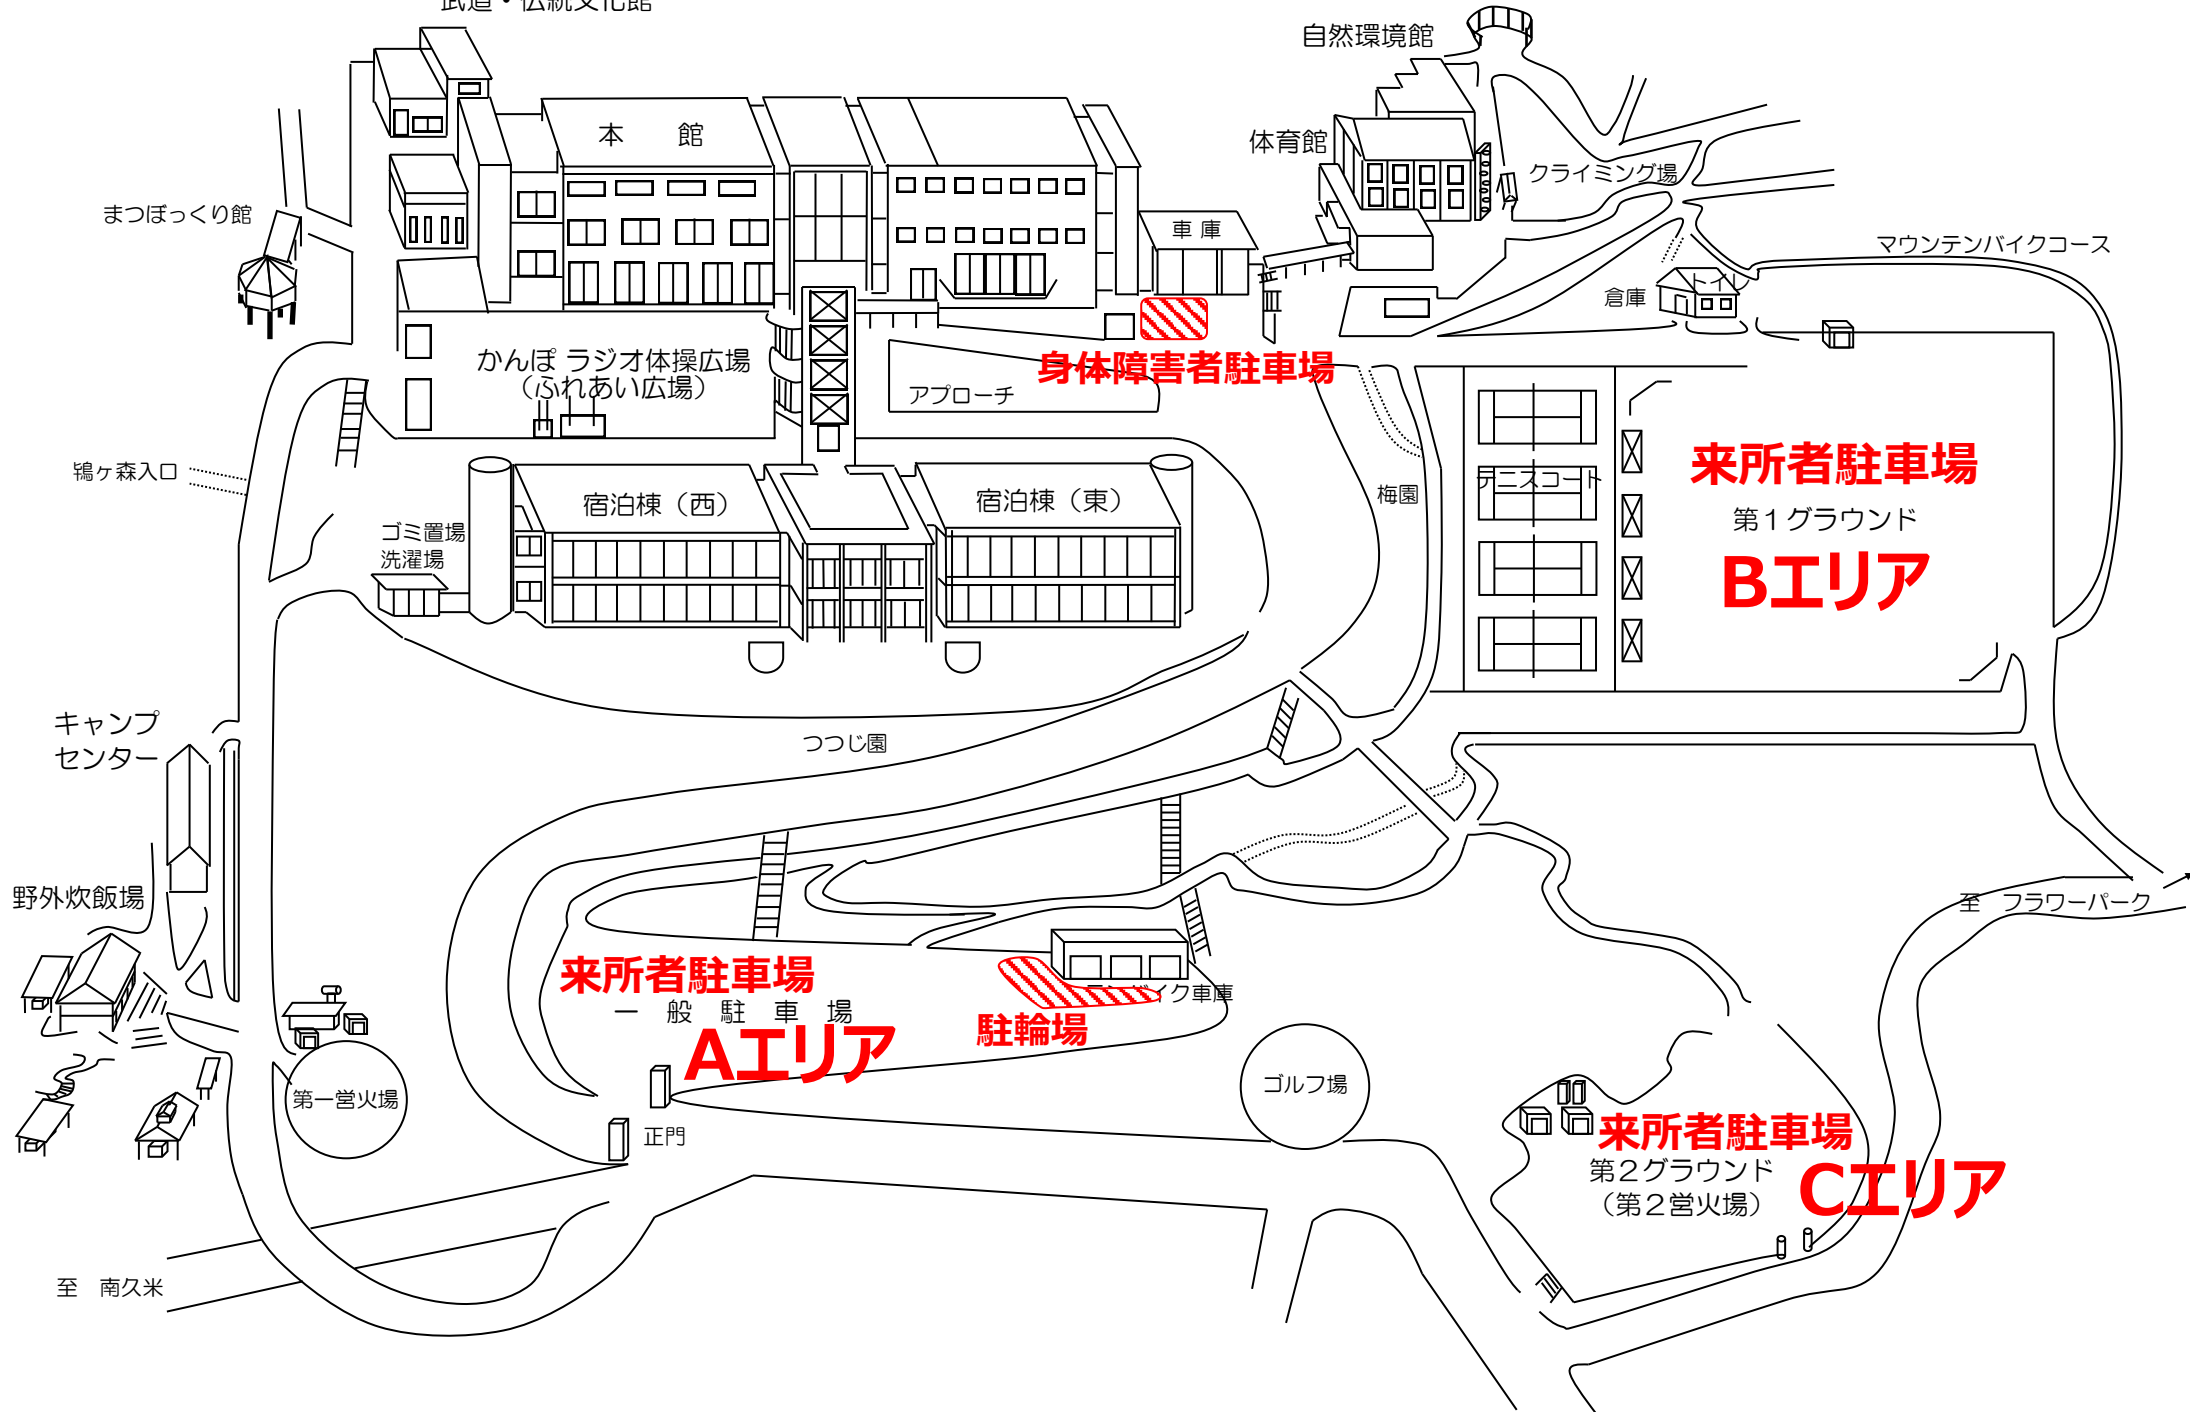 武道・伝統文化館
自然環境館
本 館
体育館
クライミング場
まつぼっくり館
車 庫
マウンテンバイクコース
トイレ
倉庫
かんぽ ラジオ体操広場
（ふれあい広場）
身体障害者駐車場
アプローチ
来所者駐車場
第１グラウンド
Bエリア
鴇ヶ森入口
テニスコート
梅園
宿泊棟（西）
宿泊棟（東）
ゴミ置場
洗濯場
キャンプ
センター
つつじ園
野外炊飯場
至 フラワーパーク
来所者駐車場
一 般 駐 車 場
Aエリア
イク車庫
駐輪場
第一営火場
ゴルフ場
正門
来所者駐車場
第２グラウンド
（第２営火場）
Cエリア
至 南久米